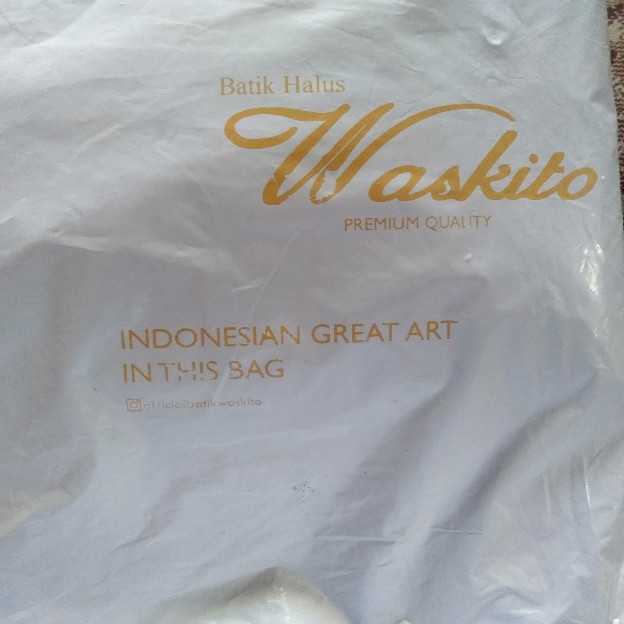 Batik Halus
Waskito
PREMIUM QUALITY
INDONESIAN GREAT ART
IN THIS BAG
officialbatikwaskito